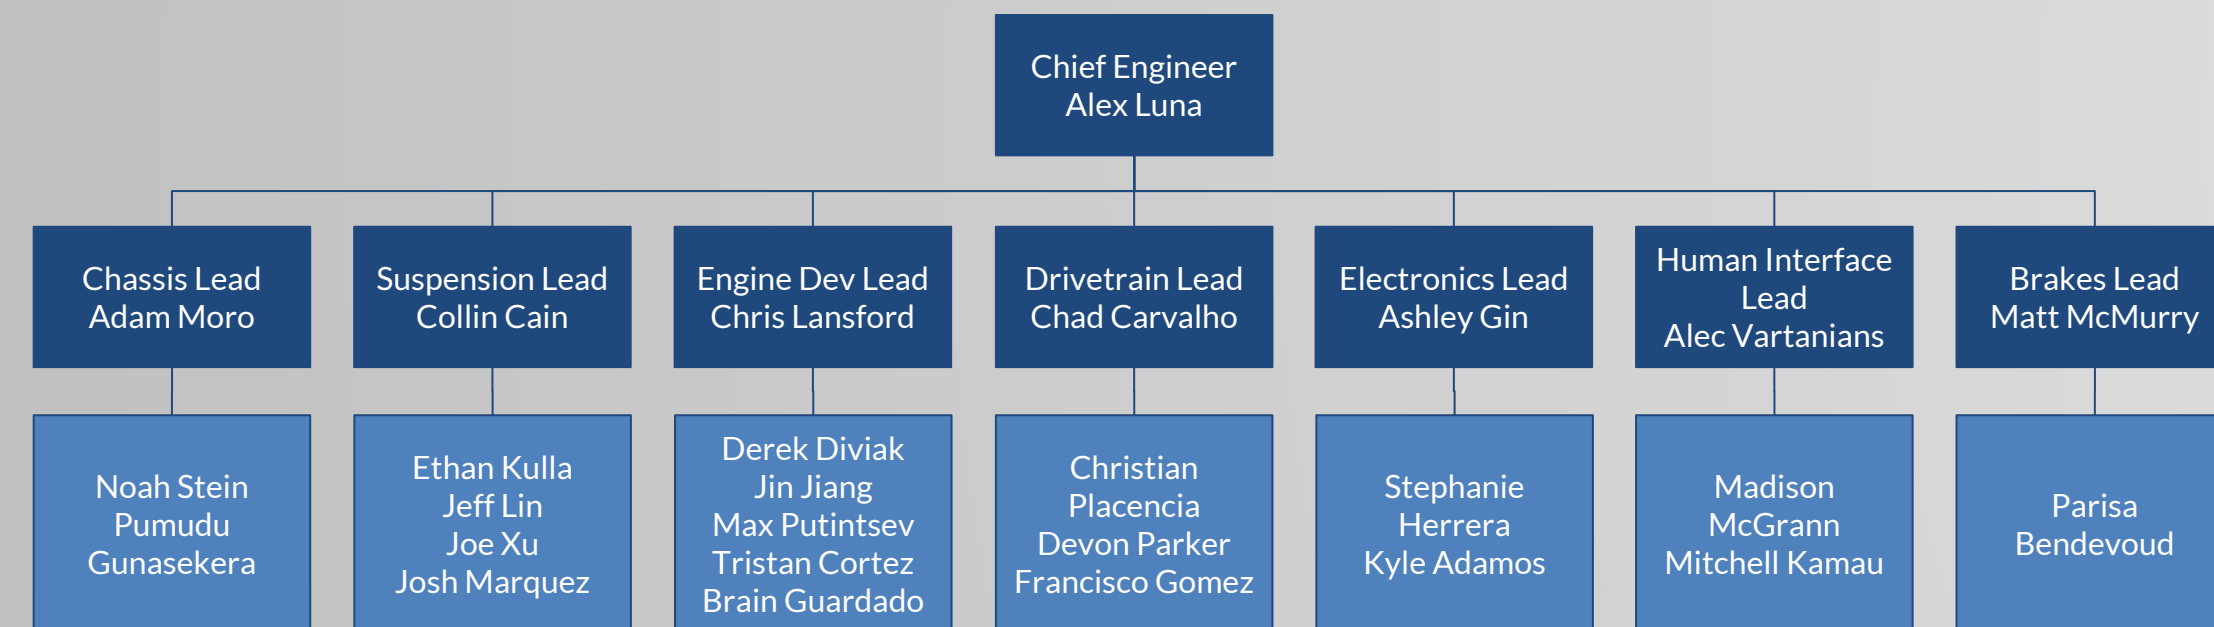 Chief Engineer
Alex Luna
Chassis Lead
Adam Moro
Suspension Lead
Collin Cain
Engine Dev Lead
Chris Lansford
Drivetrain Lead
Chad Carvalho
Electronics Lead
Ashley Gin
Human Interface
Lead
Alec Vartanians
Brakes Lead
Matt McMurry
Noah Stein
Pumudu
Gunasekera
Ethan Kulla
Jeff Lin
Joe Xu
Josh Marquez
Derek Diviak
Jin Jiang
Max Putintsev
Tristan Cortez
Brain Guardado
Christian
Placencia
Devon Parker
Francisco Gomez
Stephanie
Herrera
Kyle Adamos
Madison
McGrann
Mitchell Kamau
Parisa
Bendevoud